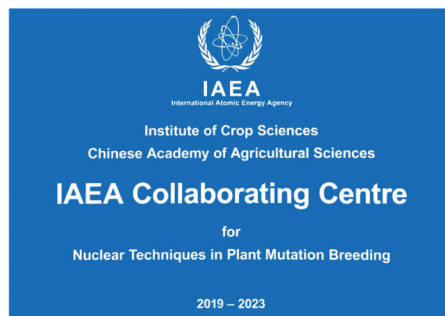 IAEA
International Atomic Energy Agency
Institute of Crop Sciences
Chinese Academy of Agricultural Sciences
IAEA Collaborating Centre
for
Nuclear Techniques in Plant Mutation Breeding
2019 – 2023